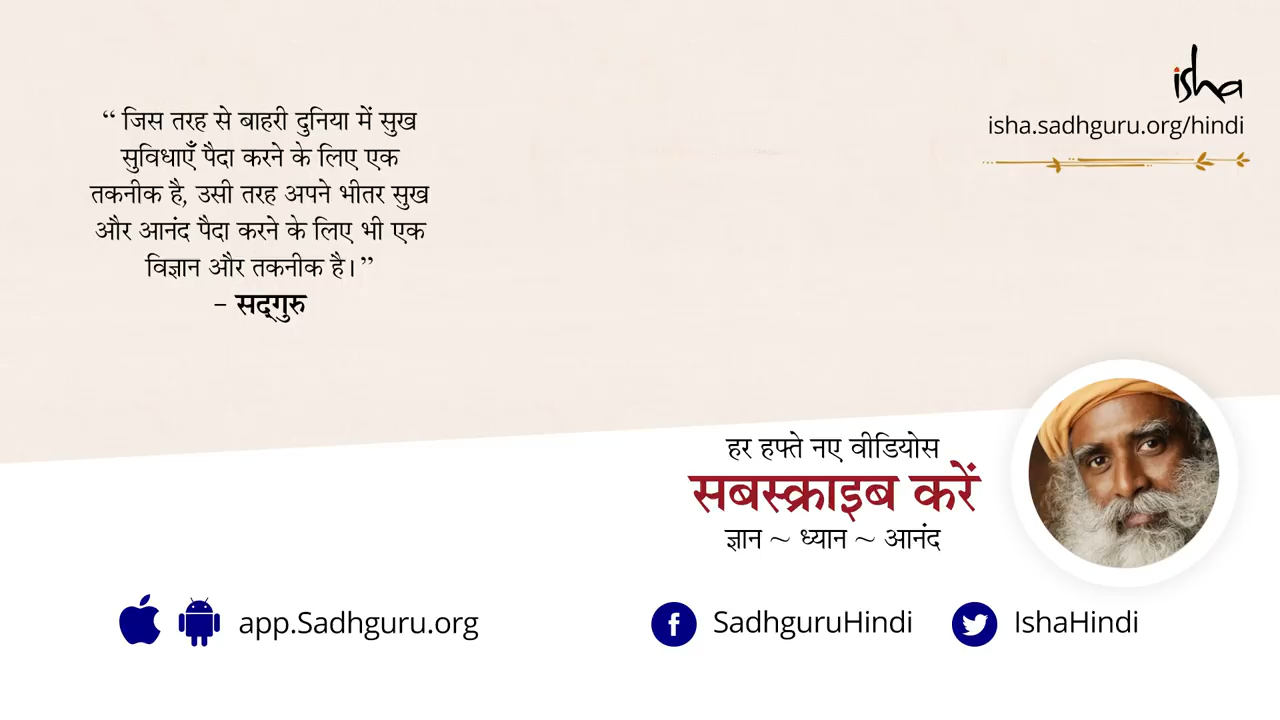 “ जिस तरह से बाहरी दुनिया में सुख
सुविधाएँ पैदा करने के लिए एक
तकनीक है, उसी तरह अपने भीतर सुख
और आनंद पैदा करने के लिए भी एक
विज्ञान और तकनीक है।”
- सद्गुरु
isha
isha.sadhguru.org/hindi
हर हफ्ते नए वीडियोस
सबस्क्राइब करें
ज्ञान ~ ध्यान ~ आनंद
app.Sadhguru.org
SadhguruHindi
IshaHindi